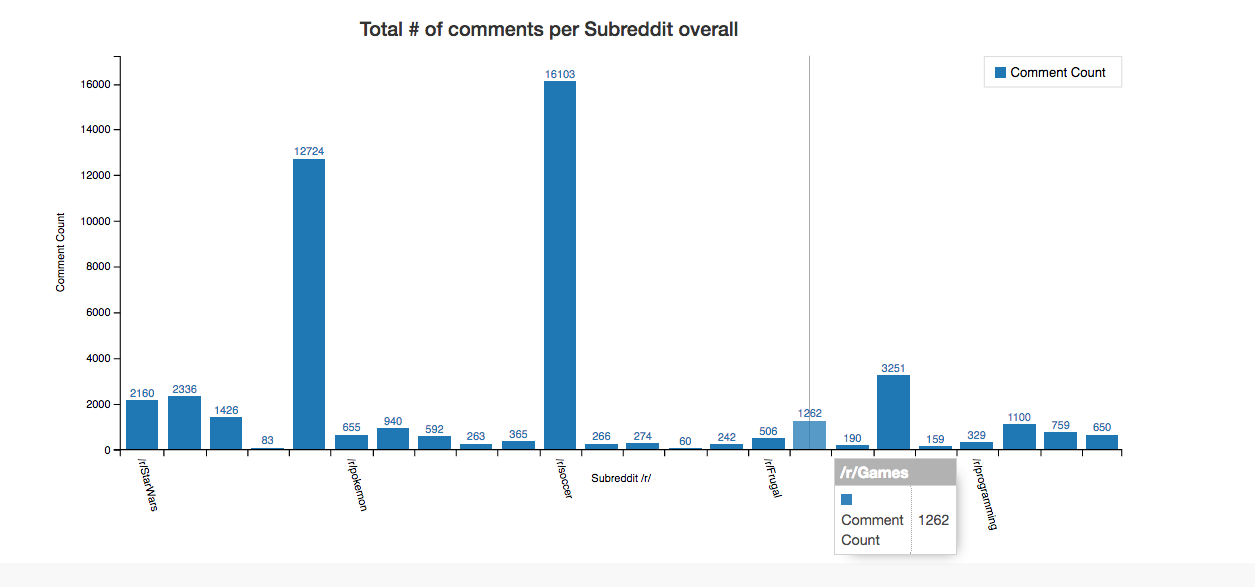 Total # of comments per Subreddit overall
Comment Count
16000
14000
12000
10000
8000
6000
4000
2000
0
Comment Count
2160
2336
1426
83
12724
655
940
592
263
365
16103
266
274
60
242
506
1262
190
3251
159
329
1100
759
650
/r/StarWars
/r/pokemon
/r/soccer
/r/Frugal
/r/programming
Subreddit /r/
/r/Games
Comment
Count
1262